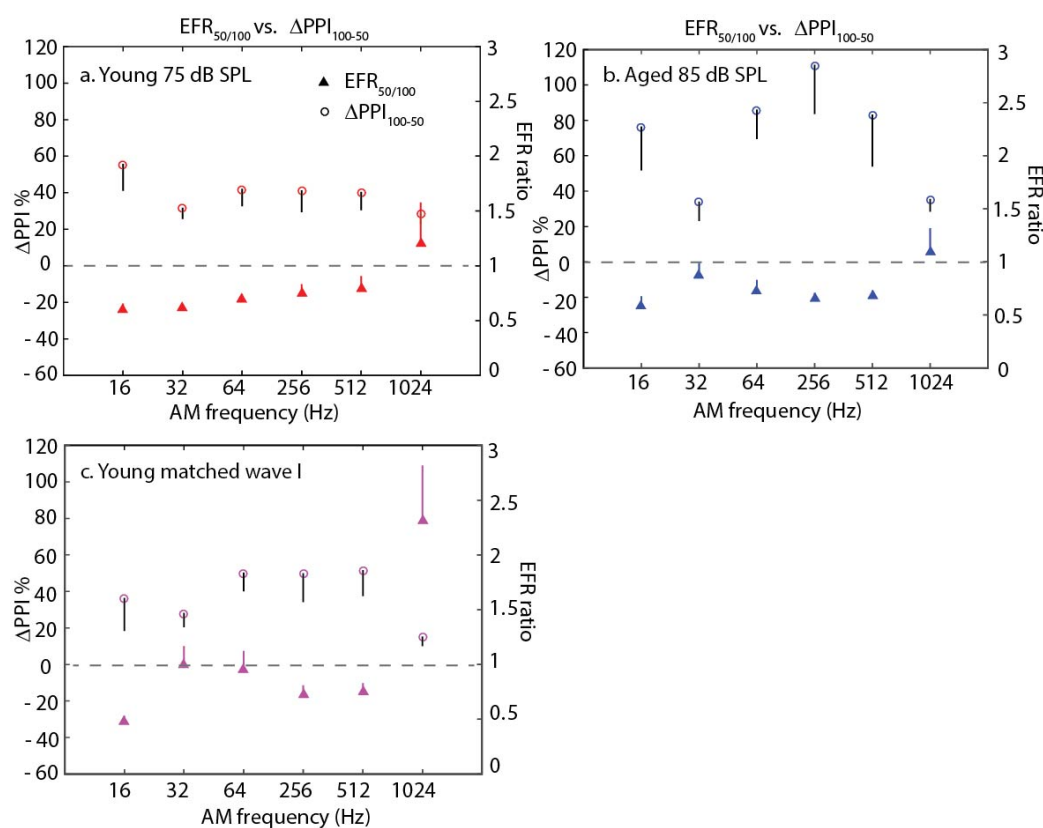 EFR50/100 vs. ΔPPI100-50
a. Young 75 dB SPL
EFR50/100
ΔPPI100-50
120
100
80
60
40
20
0
- 20
- 40
- 60
ΔPPI %
3
2.5
2
1.5
1
0.5
0
EFR ratio
16 32 64 256 512 1024
AM frequency (Hz)
EFR50/100 vs. ΔPPI100-50
b. Aged 85 dB SPL
120
100
80
60
40
20
0
- 20
- 40
- 60
ΔPPI %
3
2.5
2
1.5
1
0.5
0
EFR ratio
16 32 64 256 512 1024
AM frequency (Hz)
c. Young matched wave I
120
100
80
60
40
20
0
- 20
- 40
- 60
ΔPPI %
3
2.5
2
1.5
1
0.5
0
EFR ratio
16 32 64 256 512 1024
AM frequency (Hz)